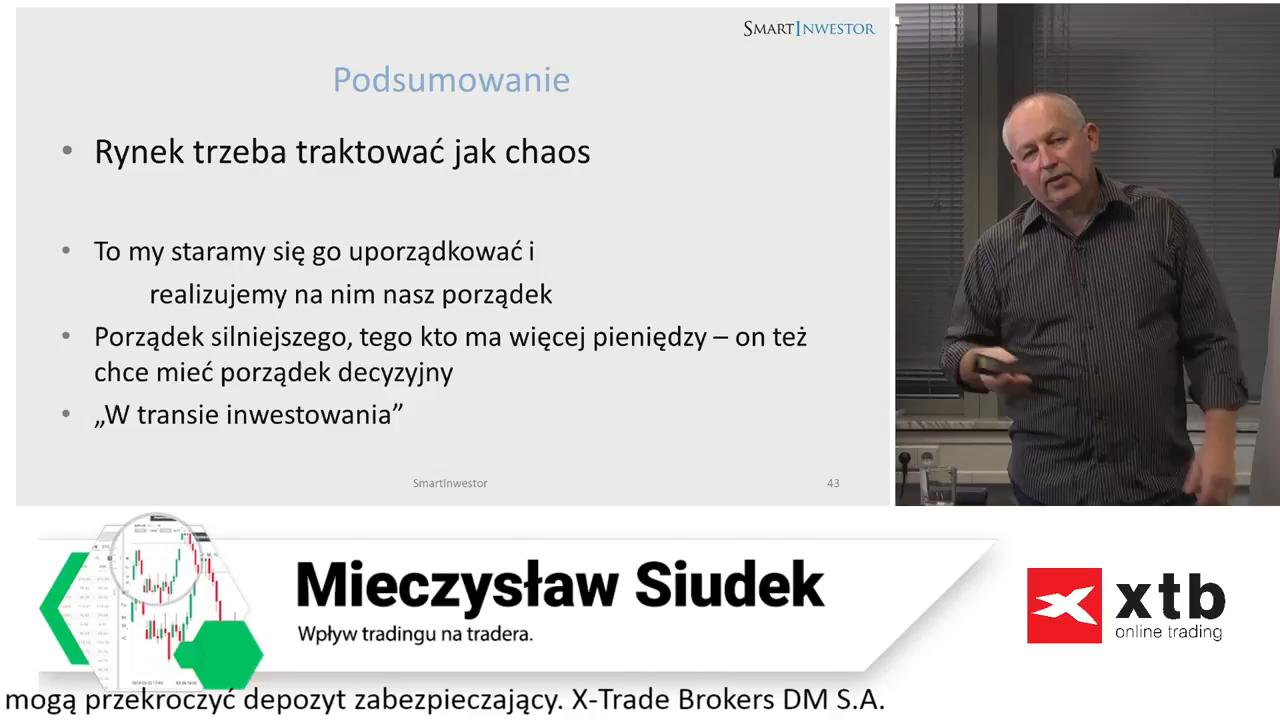 SMARTINWESTOR
Podsumowanie
• Rynek trzeba traktować jak chaos
• To my staramy się go uporządkować i
realizujemy na nim nasz porządek
• Porządek silniejszego, tego kto ma więcej pieniędzy – on też
chce mieć porządek decyzyjny
• „W transie inwestowania”
SmartInwestor
43
Mieczysław Siudek
Wpływ tradingu na tradera.
xtb
online trading
mogą przekroczyć depozyt zabezpieczający. X-Trade Brokers DM S.A.